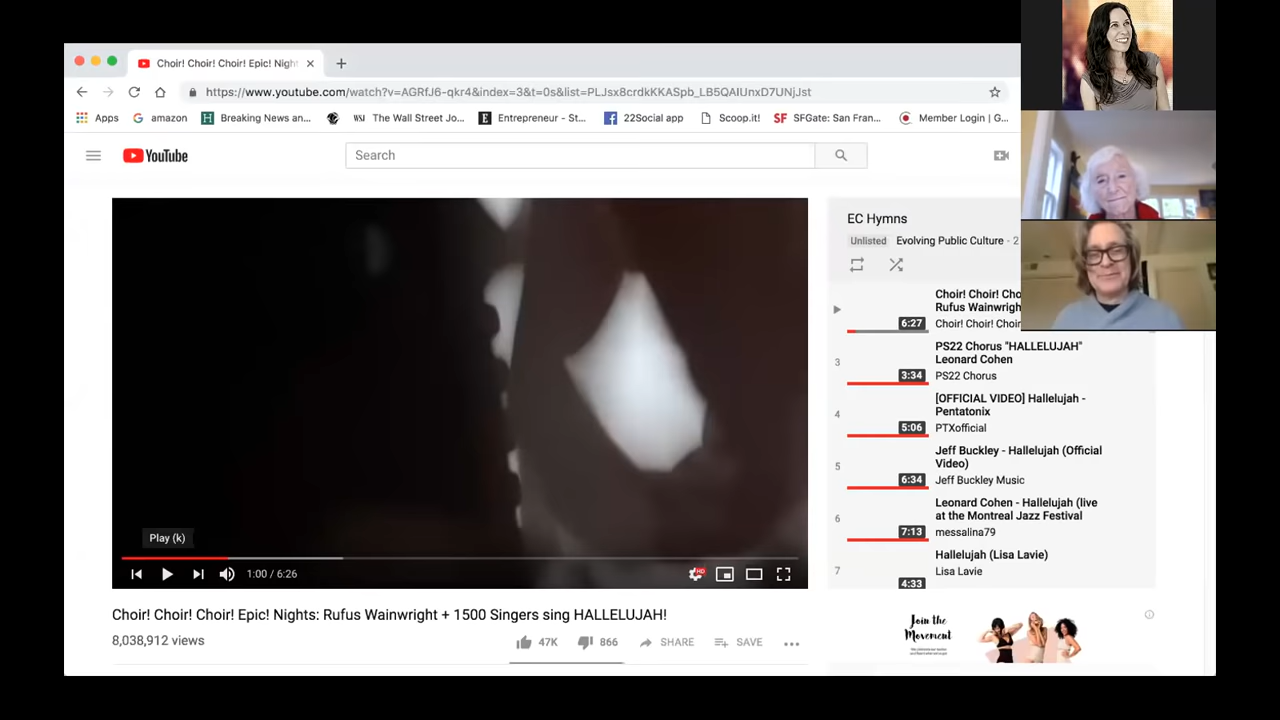 Choir! Choir! Choir! Epic! Night
https://www.youtube.com/watch?v=AGRfJ6-qkr4&index=3&t=0s&list=PLJsx8crdkKKASpb_LB5QAIUnxD7UNjJst
Apps amazon Breaking News an... The Wall Street Jo... Entrepreneur - St... 22Social app Scoop.it! SFGate: San Fran... Member Login | G...
YouTube
Search
EC Hymns
Unlisted Evolving Public Culture - 2
Choir! Choir! Cho
Rufus Wainwrigh
6:27 Choir! Choir! Choir
3
PS22 Chorus "HALLELUJAH"
Leonard Cohen
3:34 PS22 Chorus
4
[OFFICIAL VIDEO] Hallelujah -
Pentatonix
5:06 PTXofficial
5
Jeff Buckley - Hallelujah (Official
Video)
6:34 Jeff Buckley Music
6
Leonard Cohen - Hallelujah (live
at the Montreal Jazz Festival
7:13 messalina79
7
Hallelujah (Lisa Lavie)
Lisa Lavie
4:33
Play (k)
1:00 / 6:26
HD
Choir! Choir! Choir! Epic! Nights: Rufus Wainwright + 1500 Singers sing HALLELUJAH!
8,038,912 views
47K 866 SHARE SAVE
Join the
Movement